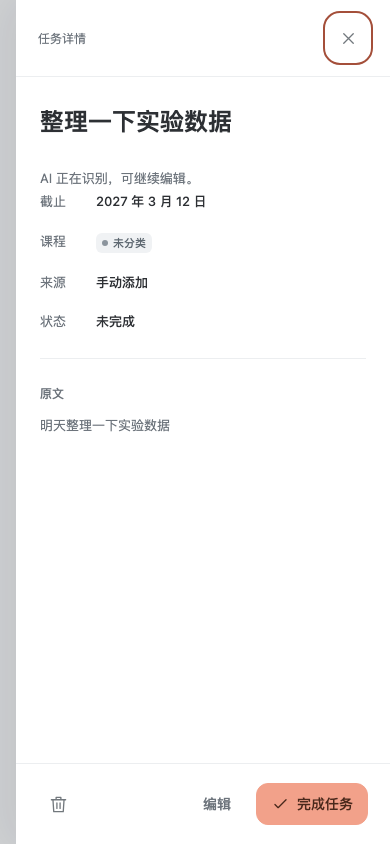 任务详情
整理一下实验数据
AI 正在识别，可继续编辑。
截止 2027 年 3 月 12 日
课程 未分类
来源 手动添加
状态 未完成
原文
明天整理一下实验数据
编辑 完成任务